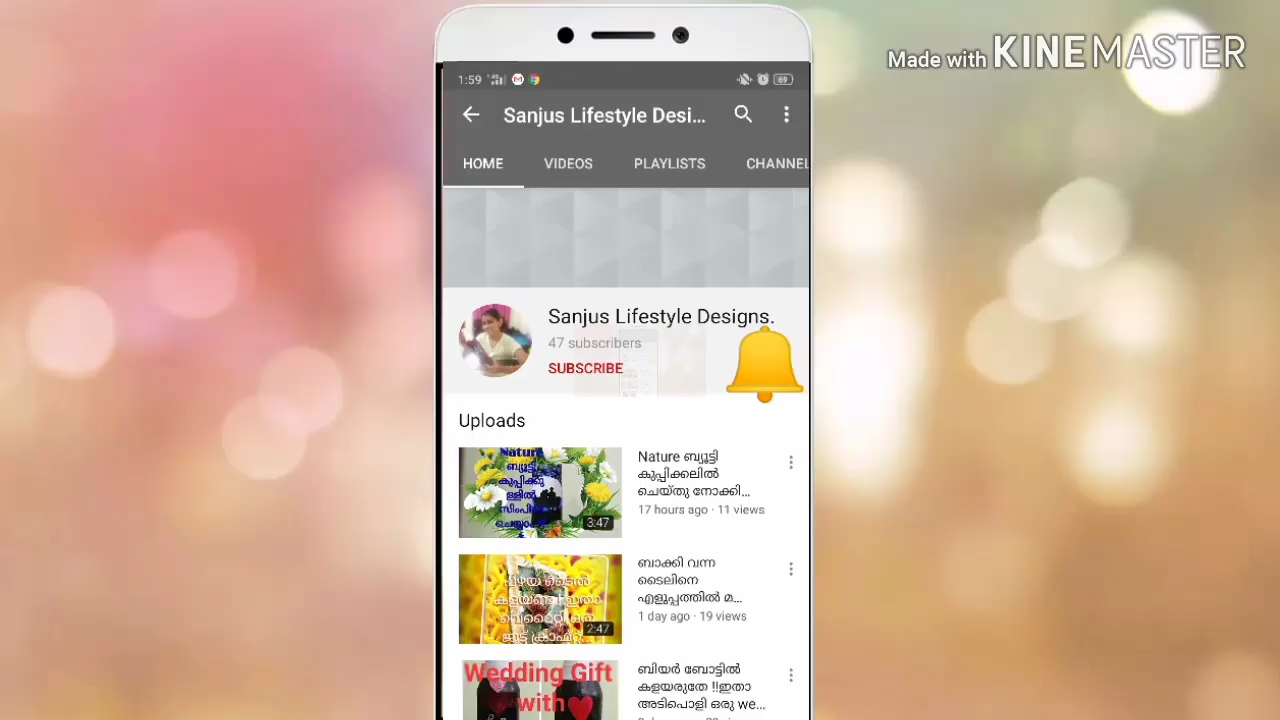 Made with KINEMASTER
1:59
69
Sanjus Lifestyle Desi...
HOME VIDEOS PLAYLISTS CHANNEL
Sanjus Lifestyle Designs.
47 subscribers
SUBSCRIBE
Uploads
Nature
ബ്യൂട്ടി
3:47
Nature ബ്യൂട്ടി
കുപ്പിക്കലിൽ
ചെയ്തു നോക്കി...
17 hours ago · 11 views
2:47
ബാക്കി വന്ന
ടൈലിനെ
എളുപ്പത്തിൽ മ...
1 day ago · 19 views
Wedding Gift
with
ബിയർ ബോട്ടിൽ
കളയരുതേ !!ഇതാ
അടിപൊളി ഒരു we...